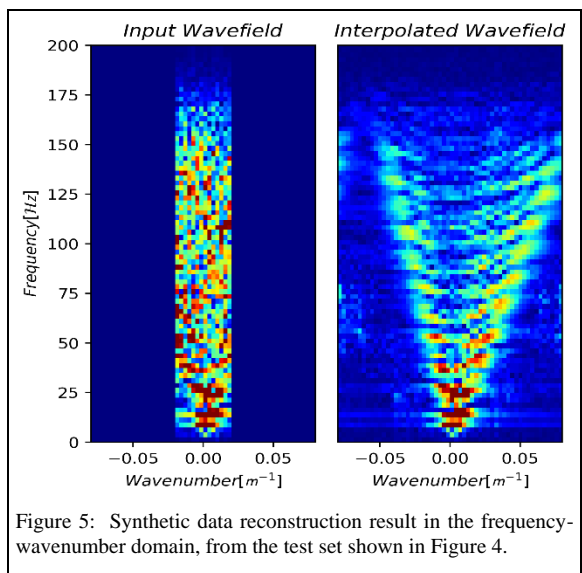 Input Wavefield
Interpolated Wavefield
Frequency[Hz]
200
175
150
125
100
75
50
25
0
−0.05 0.00 0.05
−0.05 0.00 0.05
Wavenumber[m⁻¹]
Wavenumber[m⁻¹]
Figure 5: Synthetic data reconstruction result in the frequency-
wavenumber domain, from the test set shown in Figure 4.